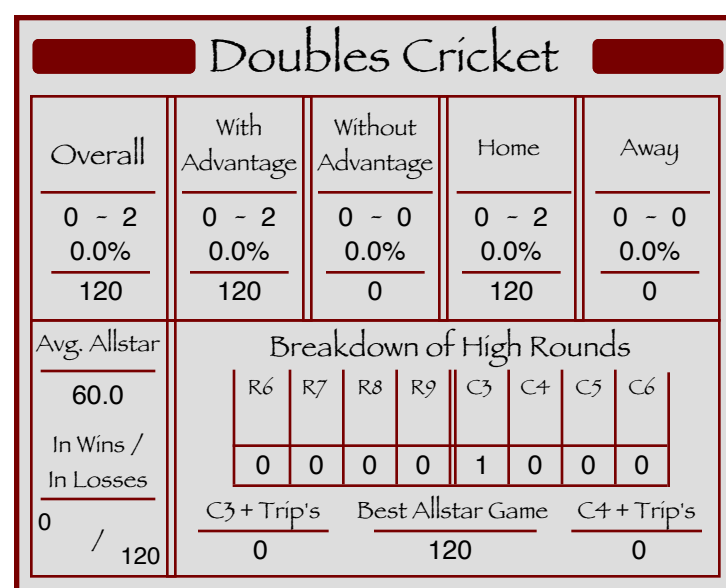 Doubles Cricket
Overall
With Advantage
Without Advantage
Home
Away
0 ~ 2
0 ~ 2
0 ~ 0
0 ~ 2
0 ~ 0
0.0%
0.0%
0.0%
0.0%
0.0%
120
120
0
120
0
Avg. Allstar
60.0
In Wins /
In Losses
0 / 120
Breakdown of High Rounds
R6 R7 R8 R9 C3 C4 C5 C6
0 0 0 0 1 0 0 0
C3 + Trip's
Best Allstar Game
C4 + Trip's
0
120
0